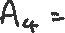 A₄ =